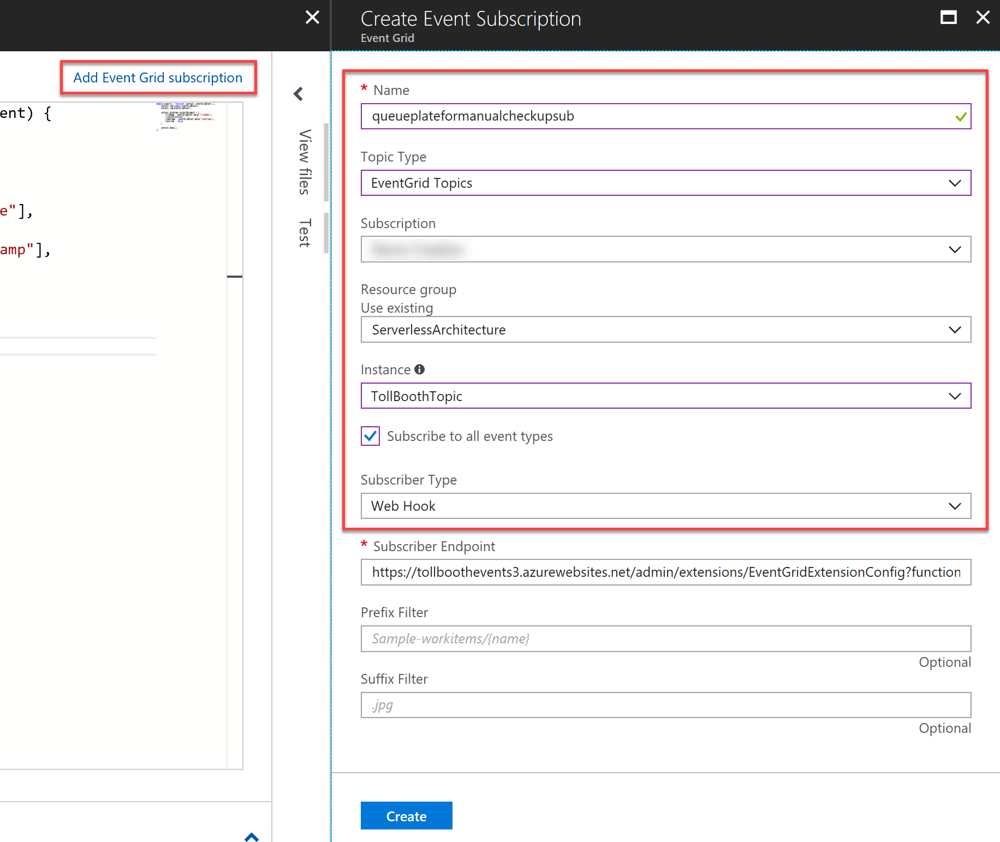 Create Event Subscription
Event Grid
Add Event Grid subscription
ent) {
e"],
amp"],
View files
Test
* Name
queueplateformanualcheckupsub
Topic Type
EventGrid Topics
Subscription
Resource group
Use existing
ServerlessArchitecture
Instance
TollBoothTopic
Subscribe to all event types
Subscriber Type
Web Hook
* Subscriber Endpoint
https://tollboothevents3.azurewebsites.net/admin/extensions/EventGridExtensionConfig?function
Prefix Filter
Sample-workitems/{name}
Optional
Suffix Filter
.jpg
Optional
Create